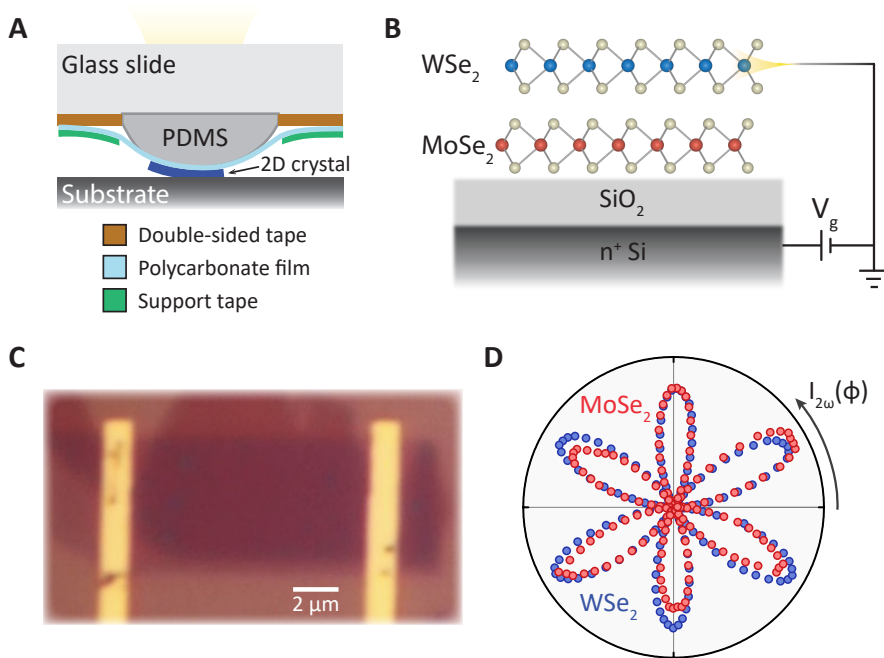 A
Glass slide
PDMS
2D crystal
Substrate
Double-sided tape
Polycarbonate film
Support tape
B
WSe₂
MoSe₂
SiO₂
n⁺ Si
V_g
C
2 μm
D
I₂ω(ϕ)
MoSe₂
WSe₂